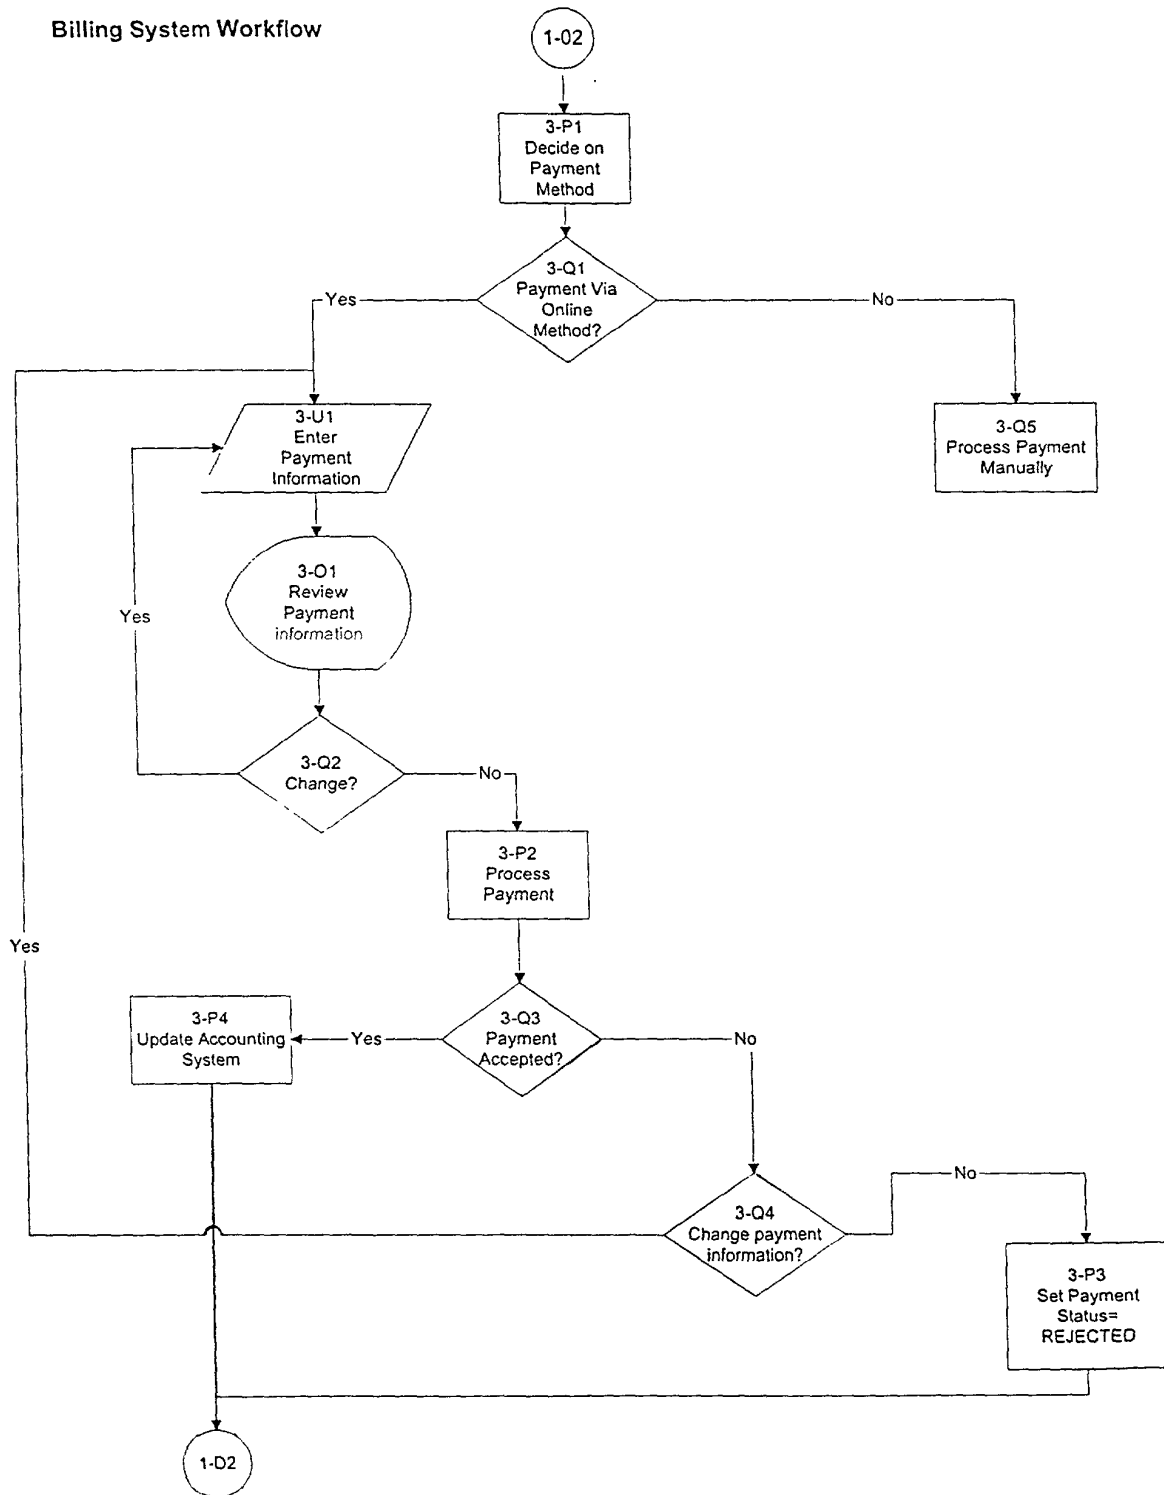 Billing System Workflow
1-02
3-P1
Decide on
Payment
Method
3-Q1
Payment Via
Online
Method?
Yes
No
3-U1
Enter
Payment
Information
3-Q5
Process Payment
Manually
3-O1
Review
Payment
information
Yes
3-Q2
Change?
No
3-P2
Process
Payment
Yes
3-P4
Update Accounting
System
Yes
3-Q3
Payment
Accepted?
No
3-Q4
Change payment
information?
No
3-P3
Set Payment
Status=
REJECTED
1-D2